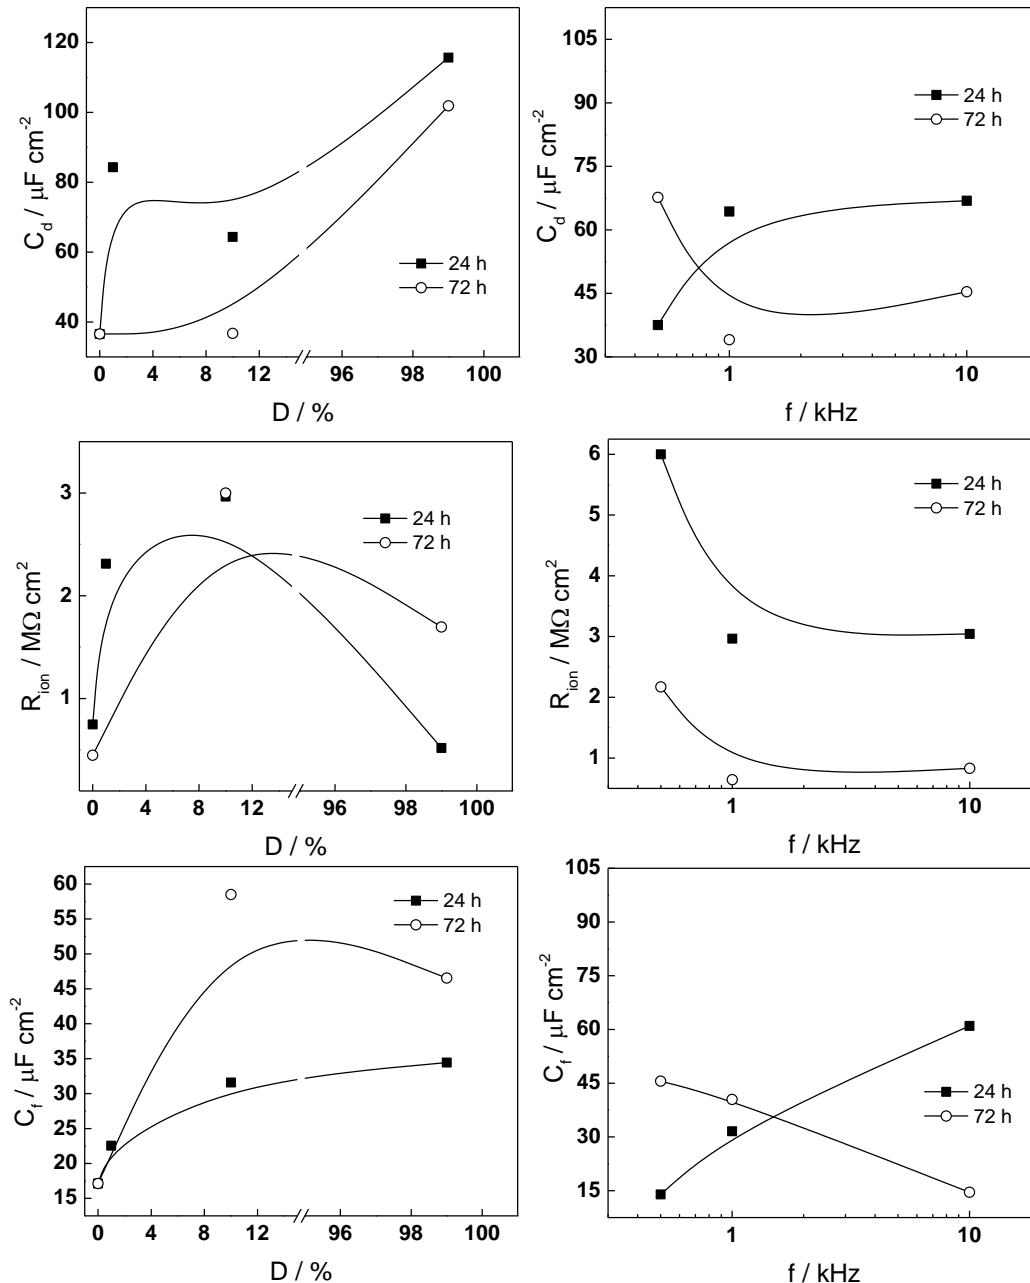 120
100
80
60
40
C_d / μF cm^-2
24 h
72 h
0 4 8 12 96 98 100
D / %
105
90
75
60
45
30
C_d / μF cm^-2
24 h
72 h
1 10
f / kHz
3
2
1
R_ion / MΩ cm^2
24 h
72 h
0 4 8 12 96 98 100
D / %
6
5
4
3
2
1
R_ion / MΩ cm^2
24 h
72 h
1 10
f / kHz
60
55
50
45
40
35
30
25
20
15
C_f / μF cm^-2
24 h
72 h
0 4 8 12 96 98 100
D / %
105
90
75
60
45
30
15
C_f / μF cm^-2
24 h
72 h
1 10
f / kHz